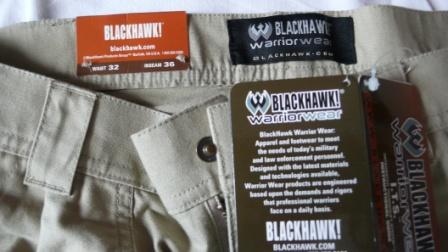 BLACKHAWK!
blackhawk.com
WAIST 32 INSEAM 36
BLACKHAWK!
warrior wear
BLACKHAWK.COM
BLACKHAWK!
warriorwear
BlackHawk Warrior Wear:
Apparel and footwear to meet
the needs of today's military
and law enforcement personnel.
Designed with the latest materials
and technologies available,
Warrior Wear products are engineered
based upon the demands and rigors
that professional warriors
face on a daily basis.
BLACKHAWK!
BLACKHAWK.COM
BLACKHAWK
warriorwear